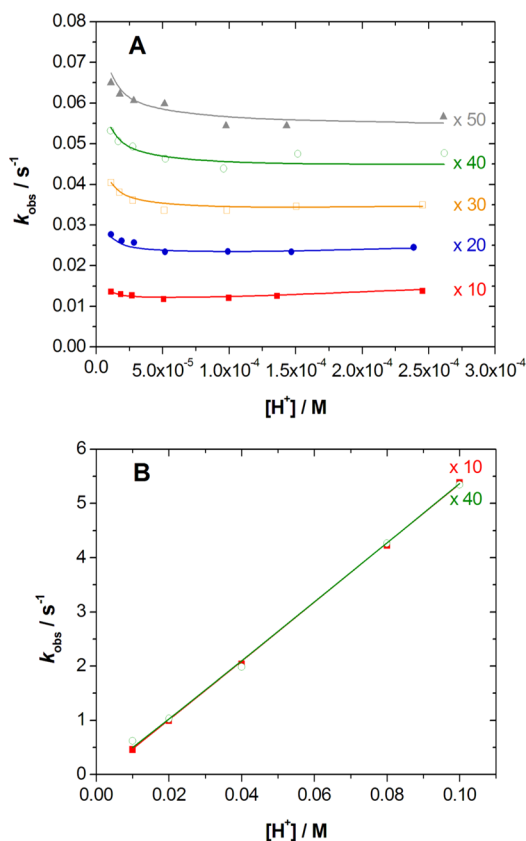 A
0.08
0.07
0.06
0.05
0.04
0.03
0.02
0.01
0.00
k_obs / s⁻¹
x 50
x 40
x 30
x 20
x 10
0.0 5.0x10⁻⁵ 1.0x10⁻⁴ 1.5x10⁻⁴ 2.0x10⁻⁴ 2.5x10⁻⁴ 3.0x10⁻⁴
[H⁺] / M
B
6
5
4
3
2
1
0
k_obs / s⁻¹
x 10
x 40
0.00 0.02 0.04 0.06 0.08 0.10
[H⁺] / M